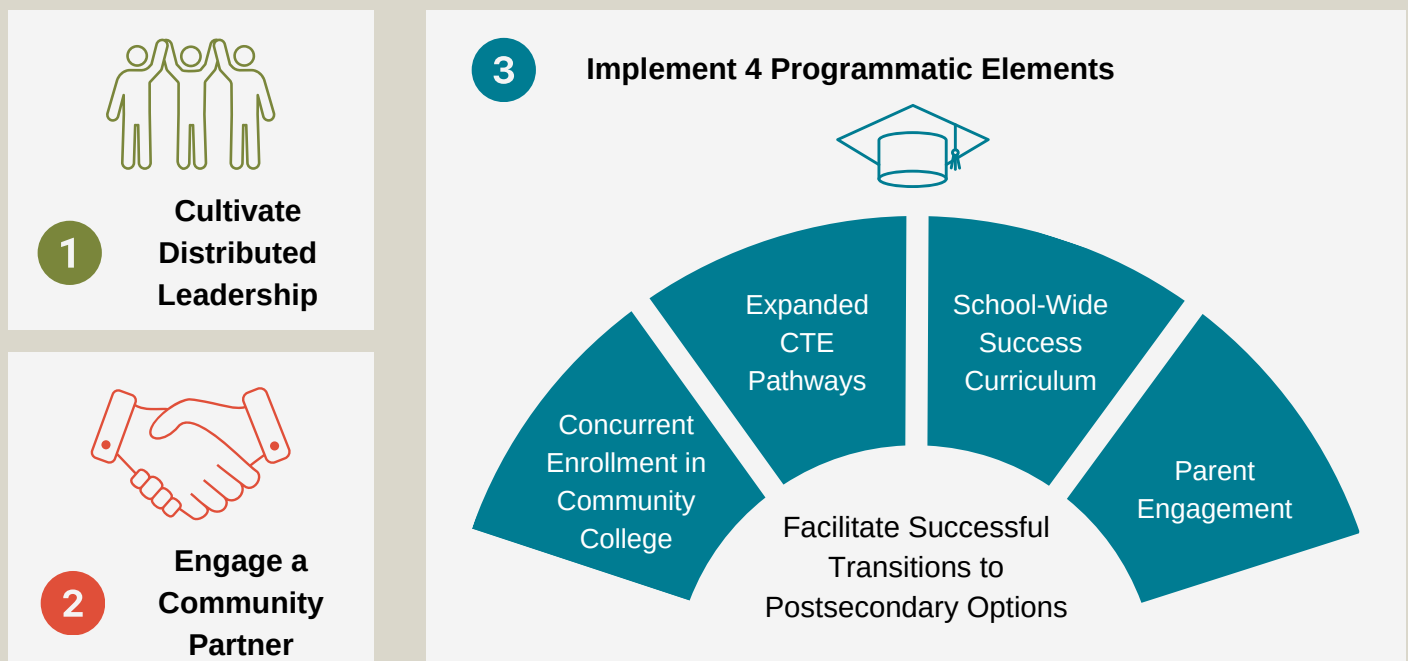 1
Cultivate
Distributed
Leadership
2
Engage a
Community
Partner
3
Implement 4 Programmatic Elements
Concurrent
Enrollment in
Community
College
Expanded
CTE
Pathways
School-Wide
Success
Curriculum
Parent
Engagement
Facilitate Successful
Transitions to
Postsecondary Options